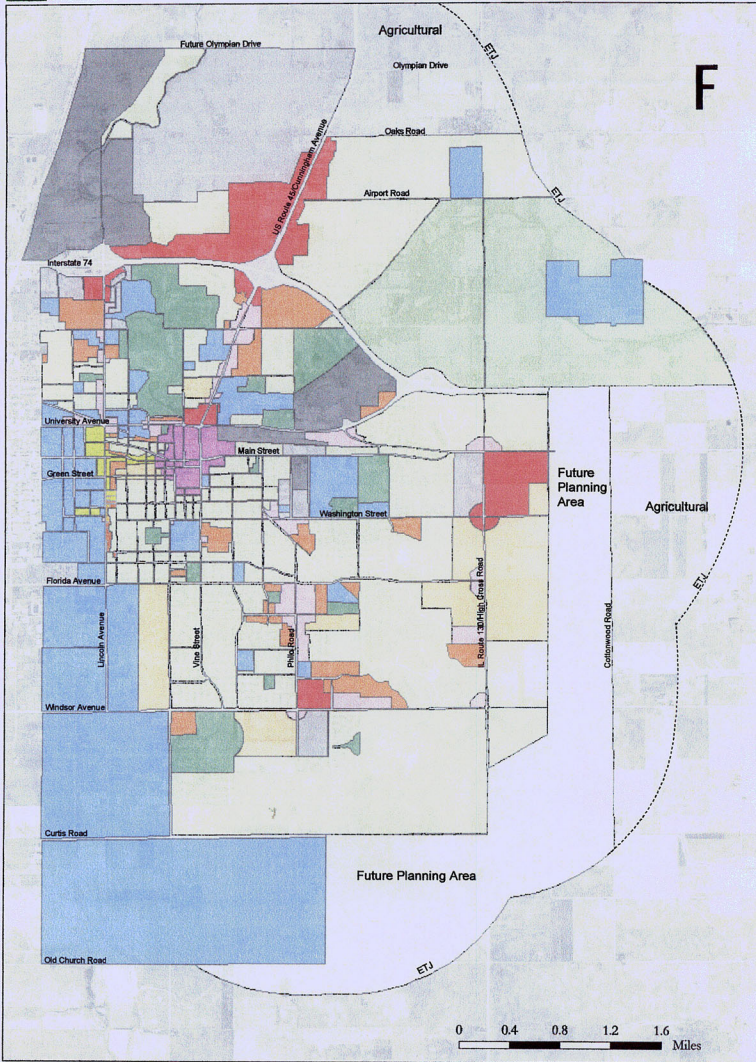 Agricultural
Future Olympian Drive
ETJ
Olympian Drive
F
Oaks Road
US Route 45/Cunningham Avenue
Airport Road
ETJ
Interstate 74
University Avenue
Main Street
Green Street
Future
Planning
Area
Agricultural
Washington Street
Florida Avenue
ETJ
Lincoln Avenue
Vine Street
Philo Road
IL Route 130/High Cross Road
Cottonwood Road
Windsor Avenue
Curtis Road
Future Planning Area
Old Church Road
ETJ
0 0.4 0.8 1.2 1.6
Miles